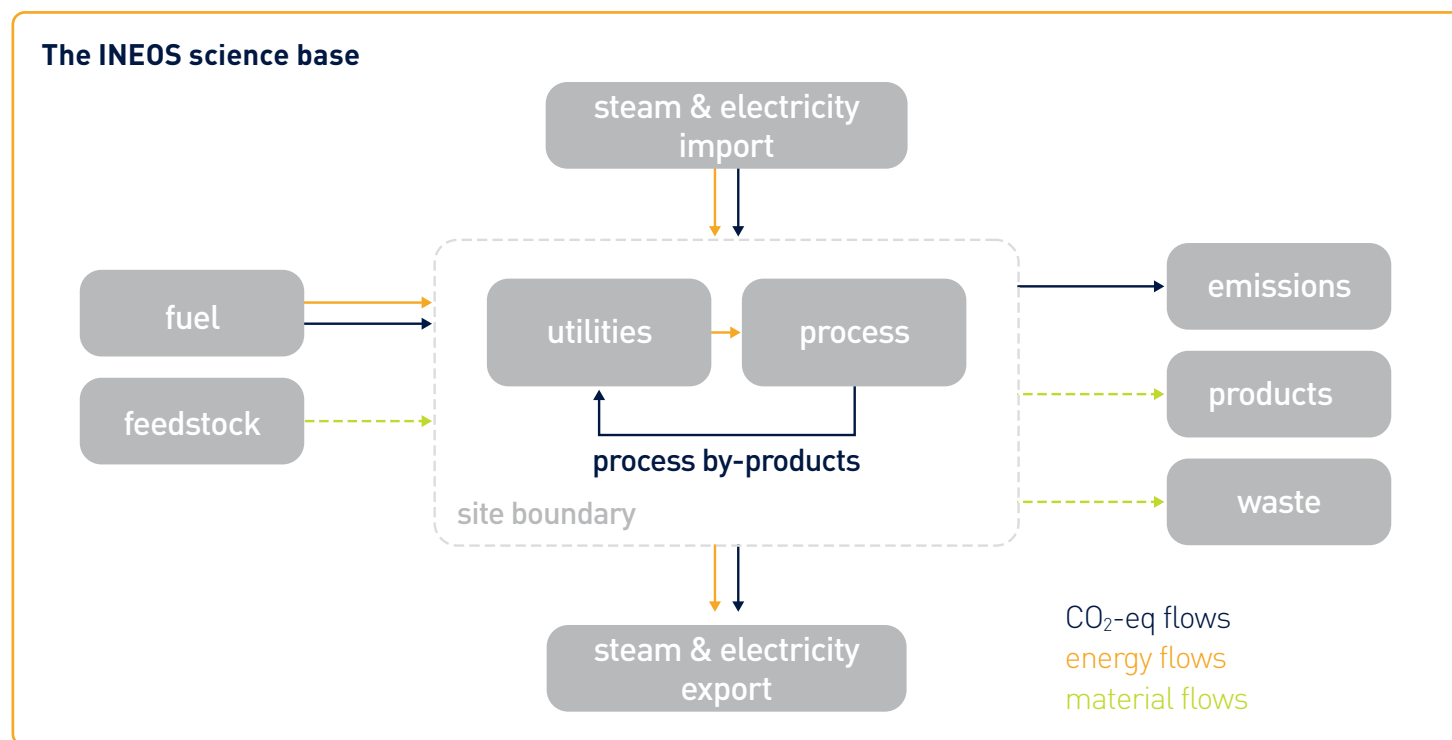 The INEOS science base
steam & electricity
import
fuel
feedstock
utilities
process
process by-products
site boundary
emissions
products
waste
steam & electricity
export
CO₂-eq flows
energy flows
material flows